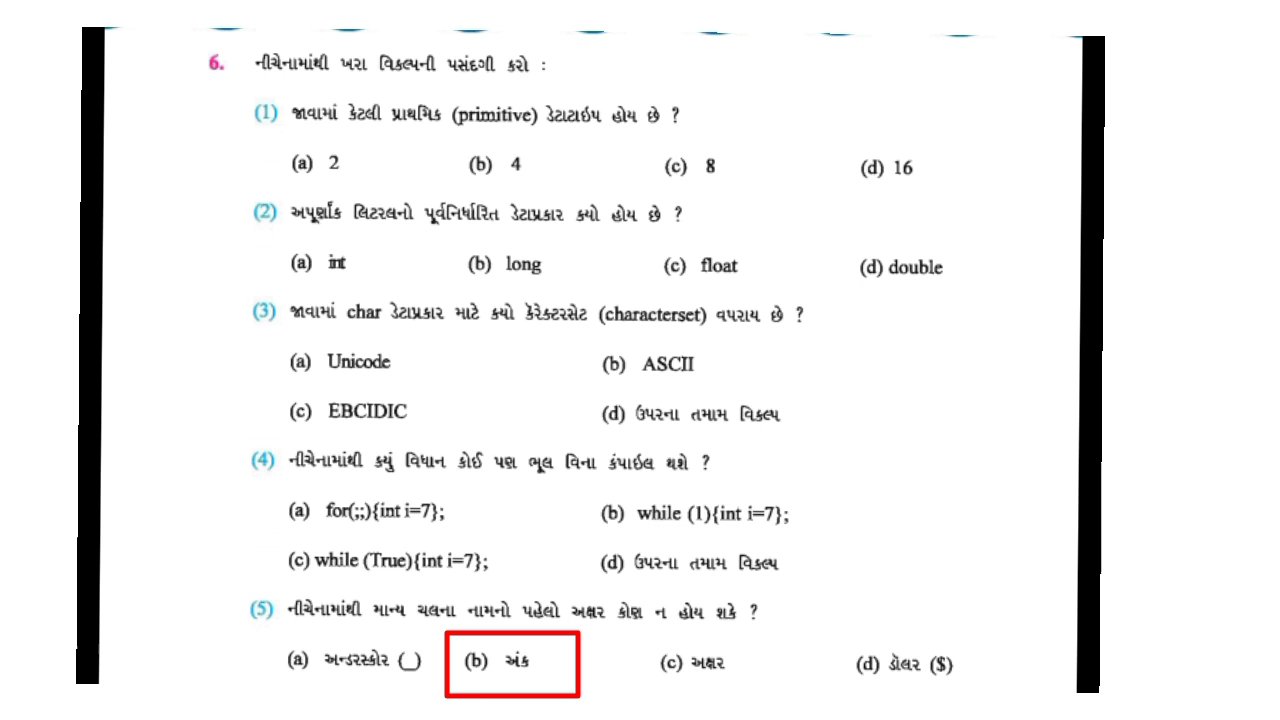 6. નીચેનામાંથી ખરા વિકલ્પની પસંદગી કરો :
(1) જાવામાં કેટલી પ્રાથમિક (primitive) ડેટાટાઇપ હોય છે ?
(a) 2 (b) 4 (c) 8 (d) 16
(2) અપૂર્ણાંક લિટરલનો પૂર્વનિર્ધારિત ડેટાપ્રકાર ક્યો હોય છે ?
(a) int (b) long (c) float (d) double
(3) જાવામાં char ડેટાપ્રકાર માટે ક્યો કૅરેક્ટરસેટ (characterset) વપરાય છે ?
(a) Unicode (b) ASCII
(c) EBCIDIC (d) ઉપરના તમામ વિકલ્પ
(4) નીચેનામાંથી કયું વિધાન કોઈ પણ ભૂલ વિના કંપાઇલ થશે ?
(a) for(;;){int i=7}; (b) while (1){int i=7};
(c) while (True){int i=7}; (d) ઉપરના તમામ વિકલ્પ
(5) નીચેનામાંથી માન્ય ચલના નામનો પહેલો અક્ષર કોણ ન હોય શકે ?
(a) અન્ડરસ્કોર (_) (b) અંક (c) અક્ષર (d) ડૉલર ($)